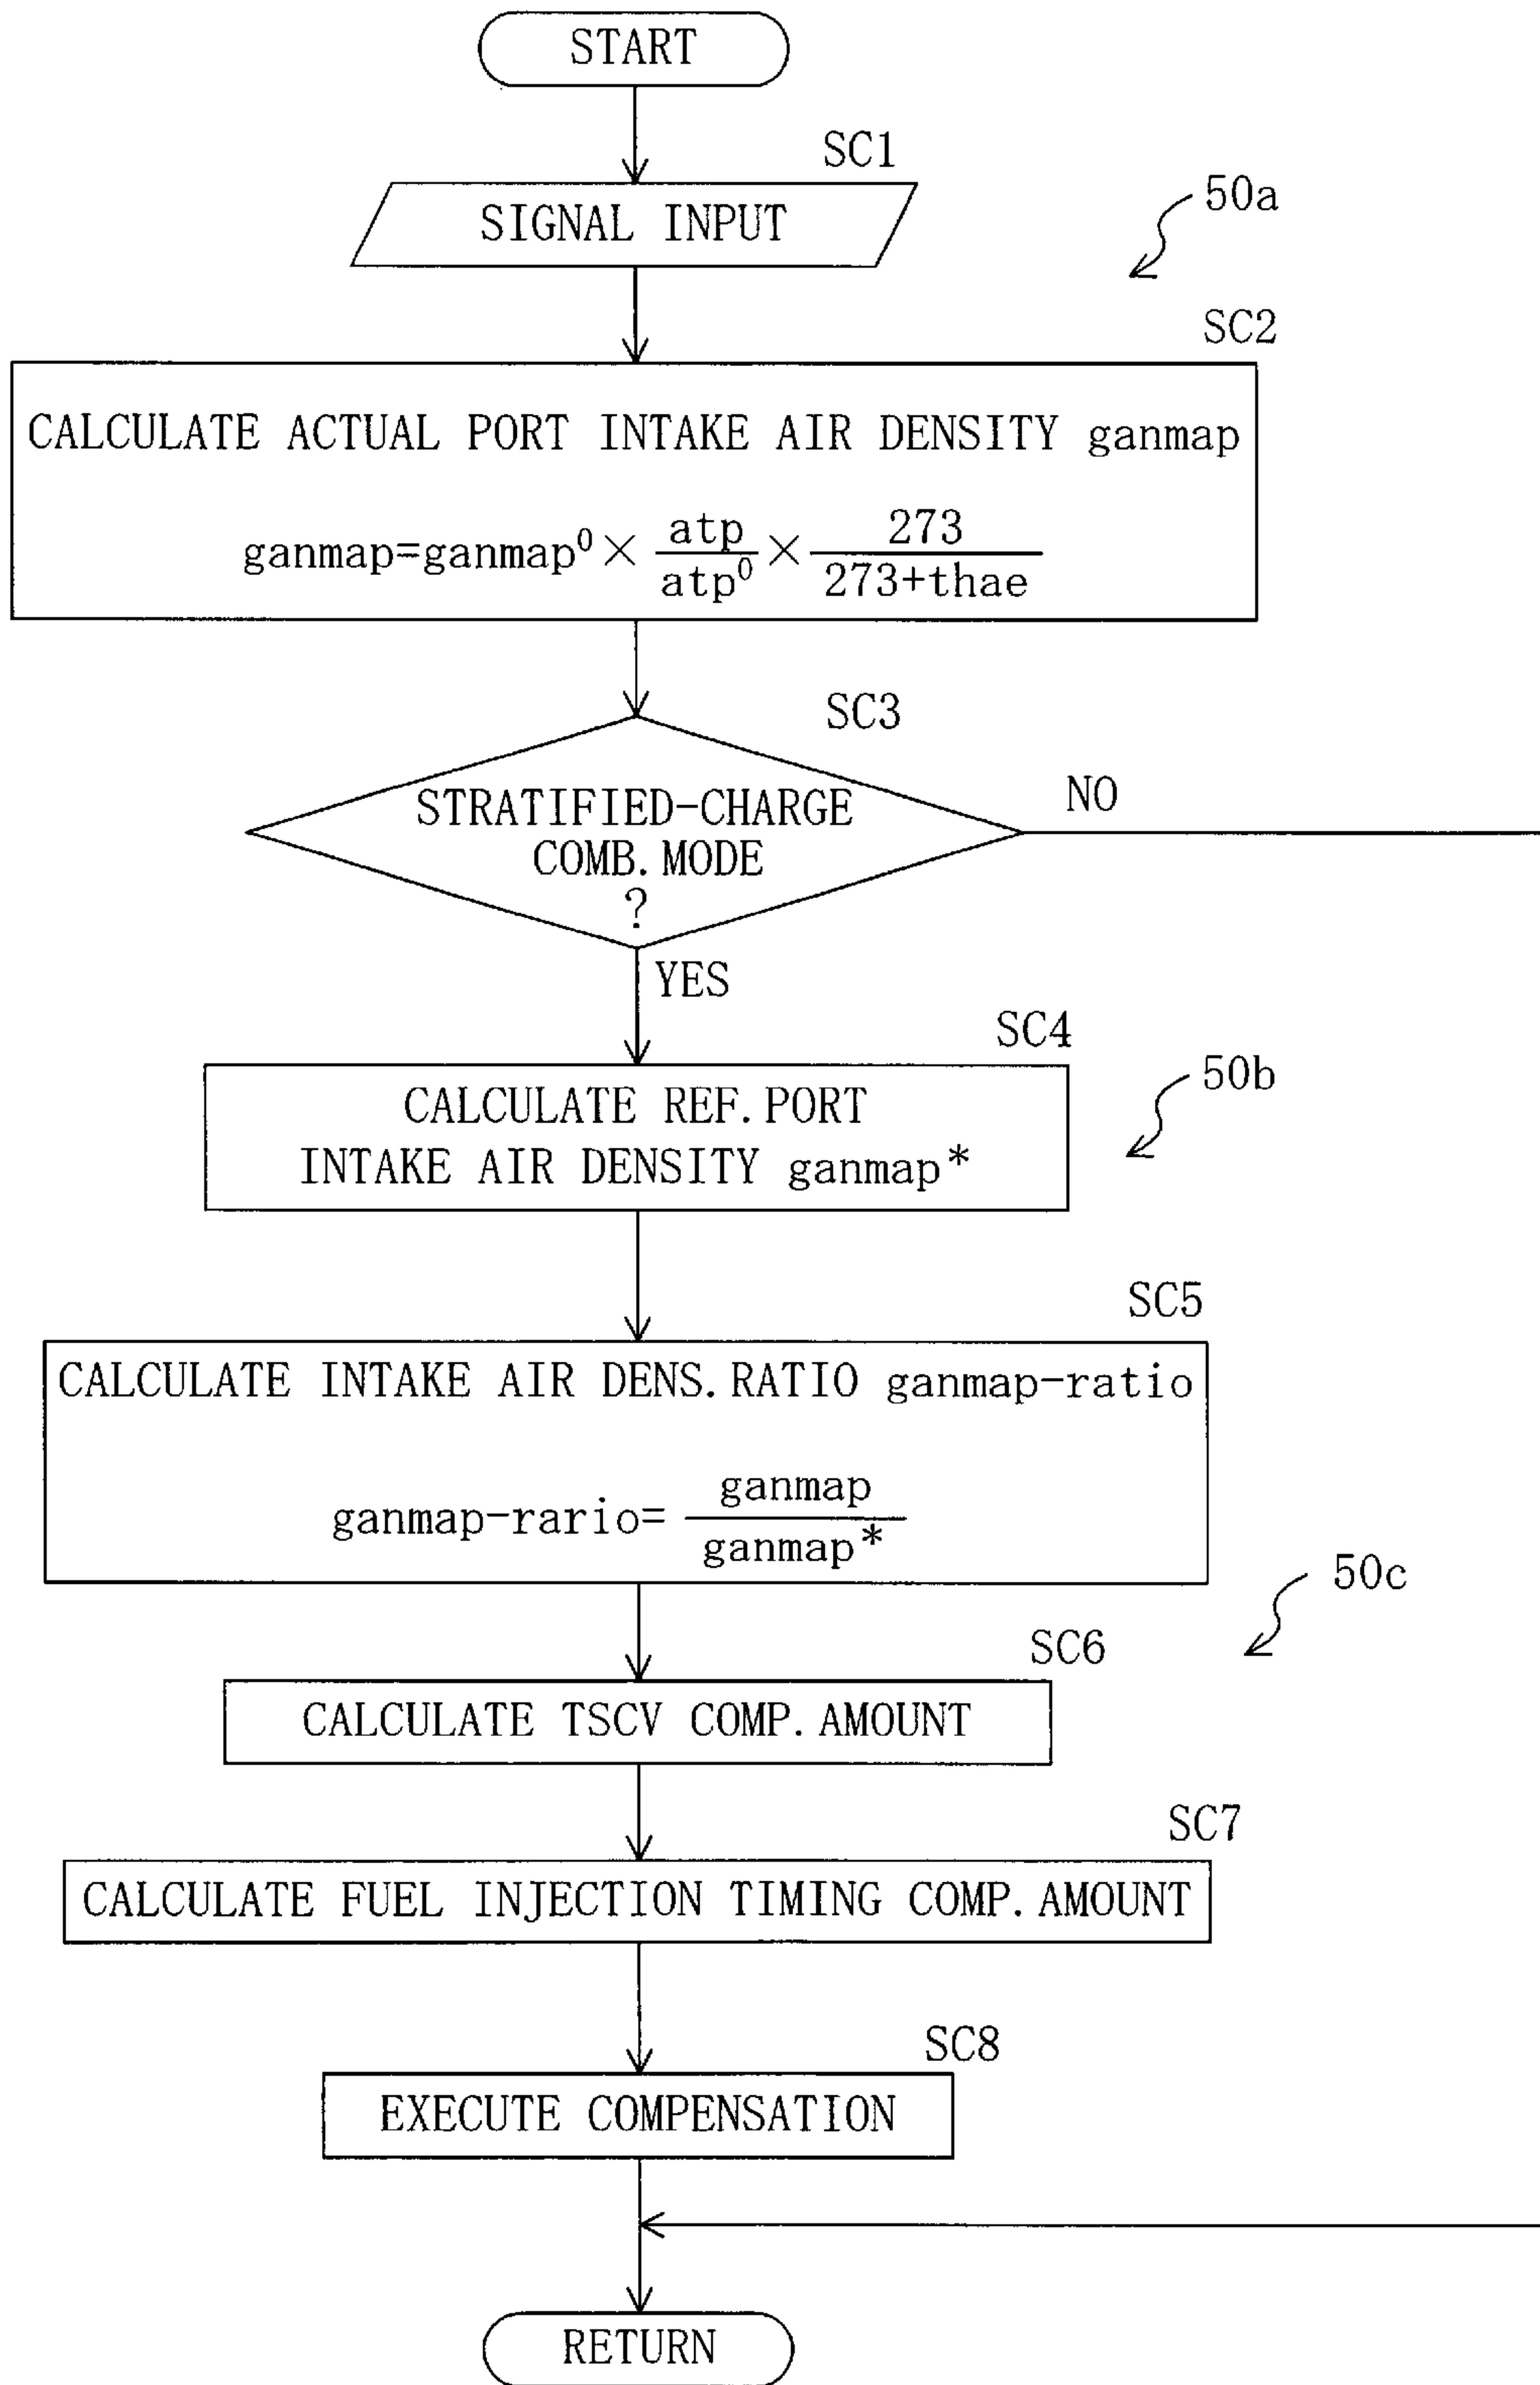 START
SC1
SIGNAL INPUT
50a
SC2
CALCULATE ACTUAL PORT INTAKE AIR DENSITY ganmap
ganmap=ganmap⁰× atp/atp⁰ × 273/273+thae
SC3
STRATIFIED-CHARGE
COMB.MODE
?
NO
YES
SC4
50b
CALCULATE REF.PORT
INTAKE AIR DENSITY ganmap*
SC5
CALCULATE INTAKE AIR DENS.RATIO ganmap-ratio
ganmap-rario= ganmap/ganmap*
50c
SC6
CALCULATE TSCV COMP.AMOUNT
SC7
CALCULATE FUEL INJECTION TIMING COMP.AMOUNT
SC8
EXECUTE COMPENSATION
RETURN